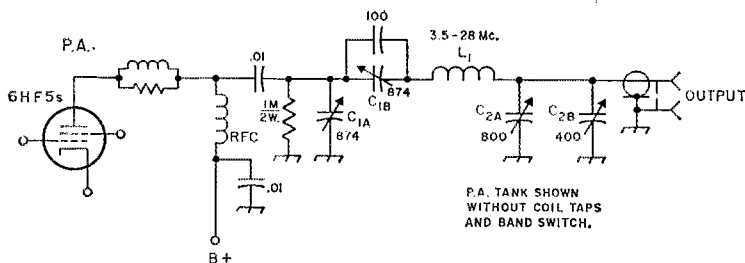 P.A.
6HF5s
.01
RFC
.01
B+
1M
2W.
C1A
874
100
C1B
874
3.5-28 Mc.
L1
C2A
800
C2B
400
OUTPUT
P.A. TANK SHOWN
WITHOUT COIL TAPS
AND BAND SWITCH.